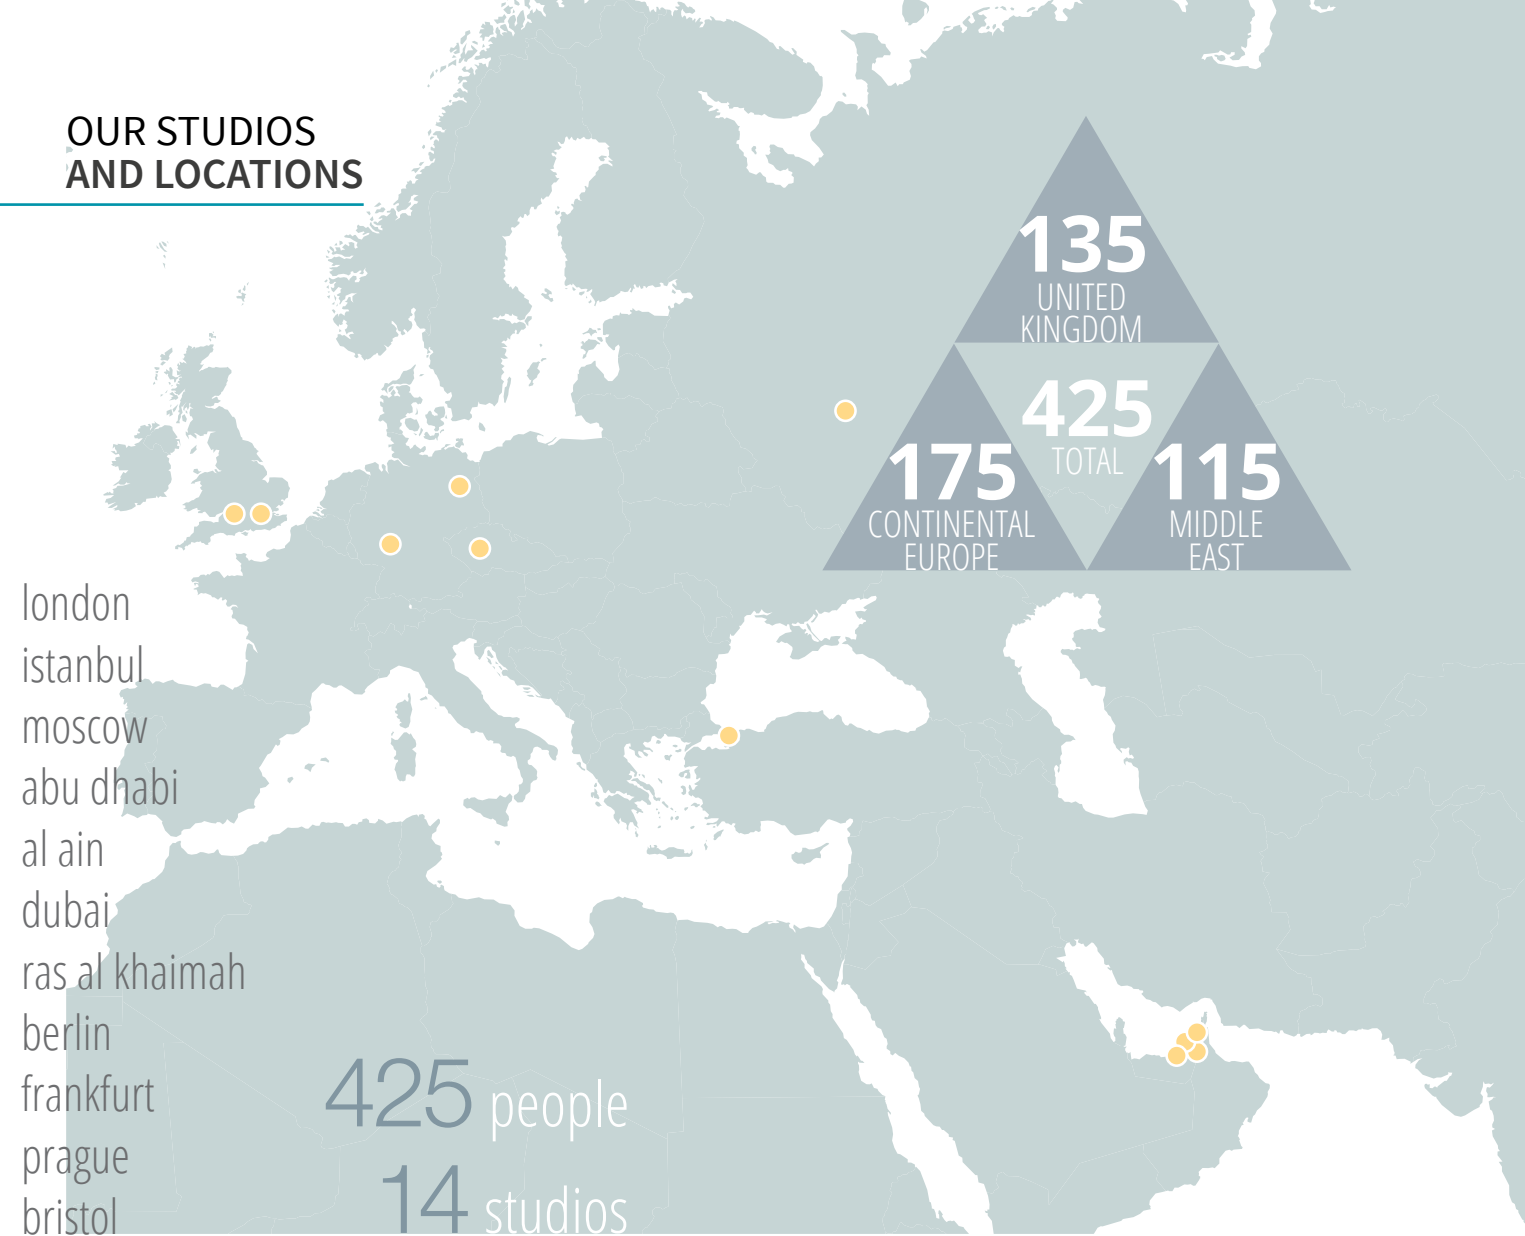 OUR STUDIOS
AND LOCATIONS
135
UNITED
KINGDOM
425
TOTAL
175
CONTINENTAL
EUROPE
115
MIDDLE
EAST
london
istanbul
moscow
abu dhabi
al ain
dubai
ras al khaimah
berlin
frankfurt
prague
bristol
425 people
14 studios